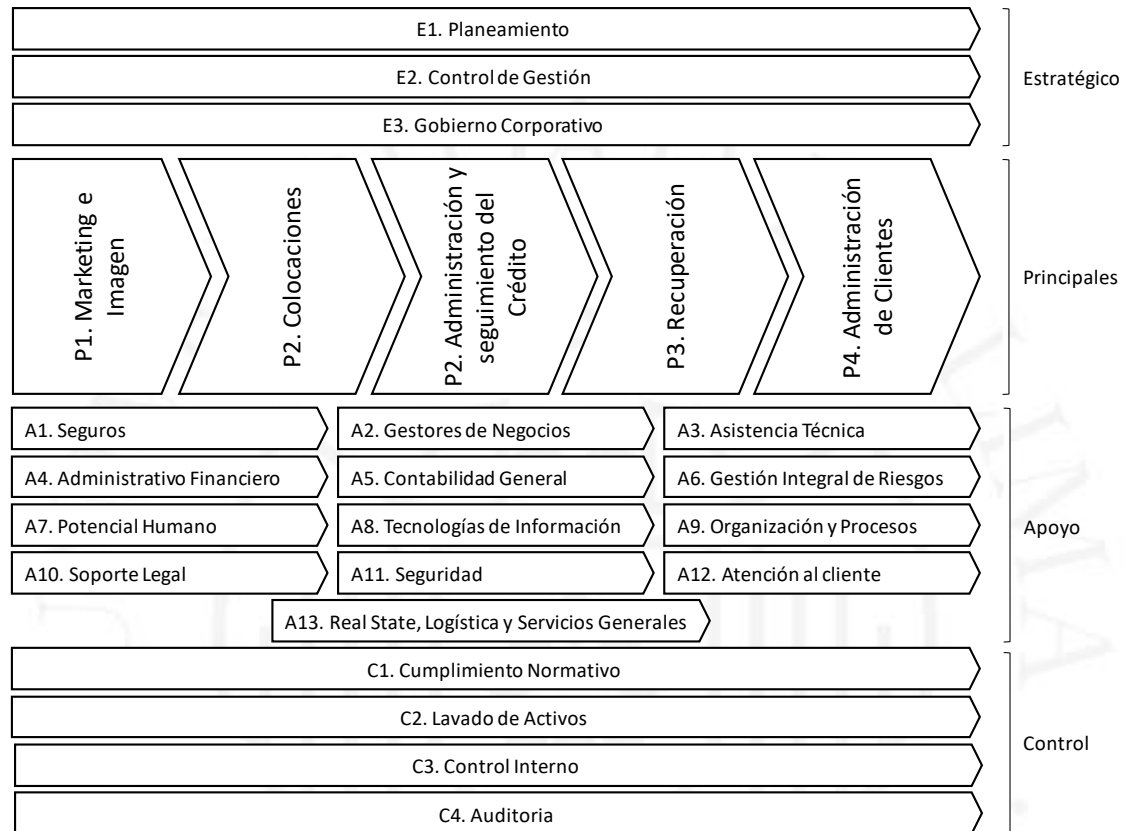 E1. Planeamiento
E2. Control de Gestión
E3. Gobierno Corporativo
Estratégico
P1. Marketing e
Imagen
P2. Colocaciones
P2. Administración y
seguimiento del
Crédito
P3. Recuperación
P4. Administración
de Clientes
Principales
A1. Seguros
A2. Gestores de Negocios
A3. Asistencia Técnica
A4. Administrativo Financiero
A5. Contabilidad General
A6. Gestión Integral de Riesgos
A7. Potencial Humano
A8. Tecnologías de Información
A9. Organización y Procesos
A10. Soporte Legal
A11. Seguridad
A12. Atención al cliente
A13. Real State, Logística y Servicios Generales
Apoyo
C1. Cumplimiento Normativo
C2. Lavado de Activos
C3. Control Interno
C4. Auditoria
Control